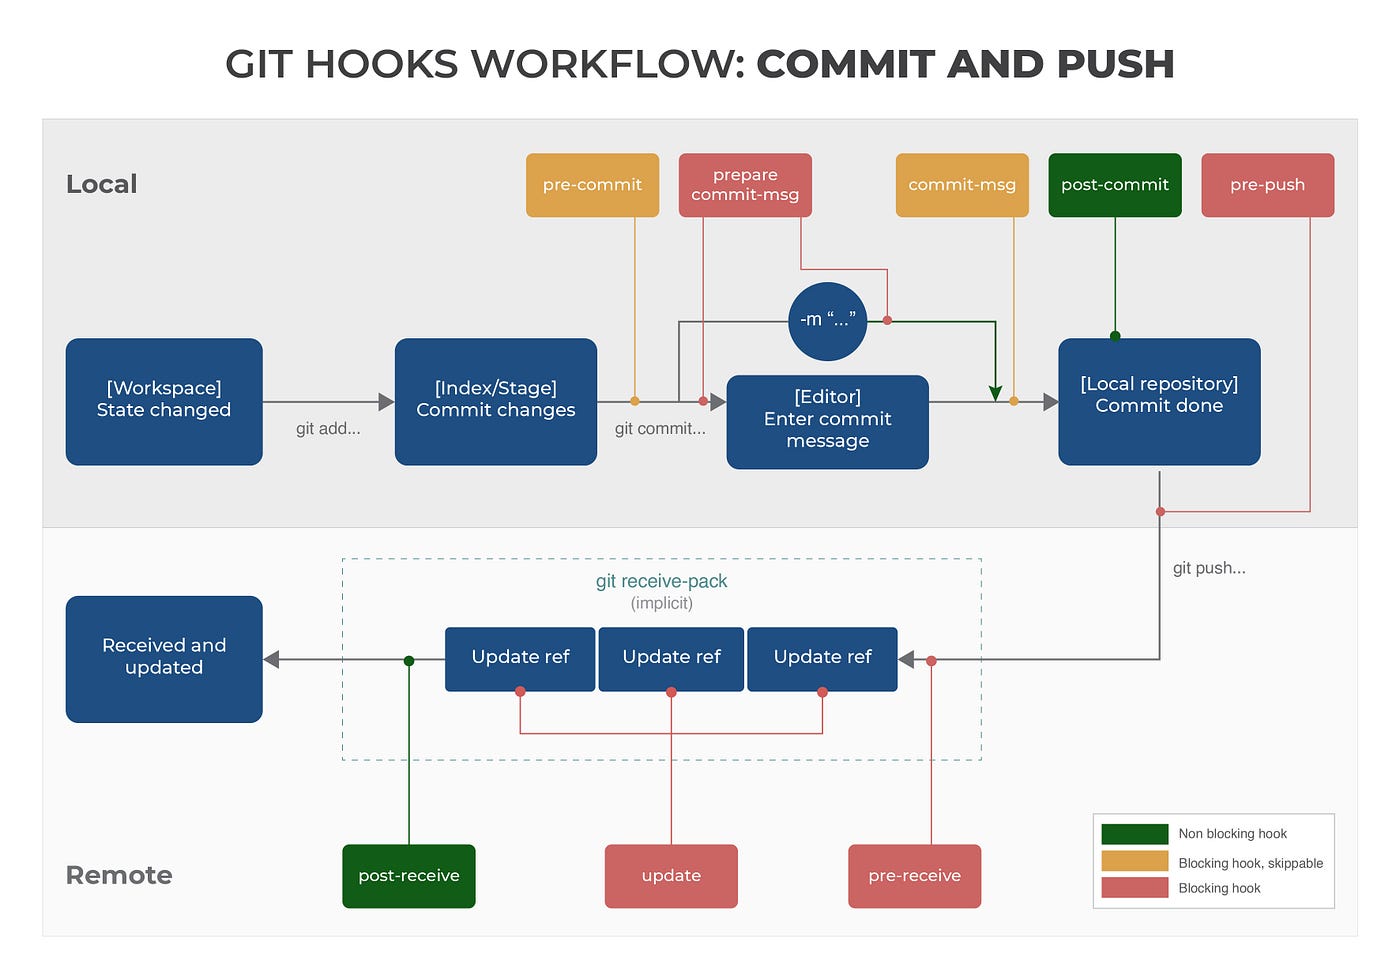 GIT HOOKS WORKFLOW: COMMIT AND PUSH
Local
pre-commit
prepare
commit-msg
commit-msg
post-commit
pre-push
-m “...”
[Workspace]
State changed
git add...
[Index/Stage]
Commit changes
git commit...
[Editor]
Enter commit
message
[Local repository]
Commit done
git push...
git receive-pack
(implicit)
Received and
updated
Update ref
Update ref
Update ref
Remote
post-receive
update
pre-receive
Non blocking hook
Blocking hook, skippable
Blocking hook